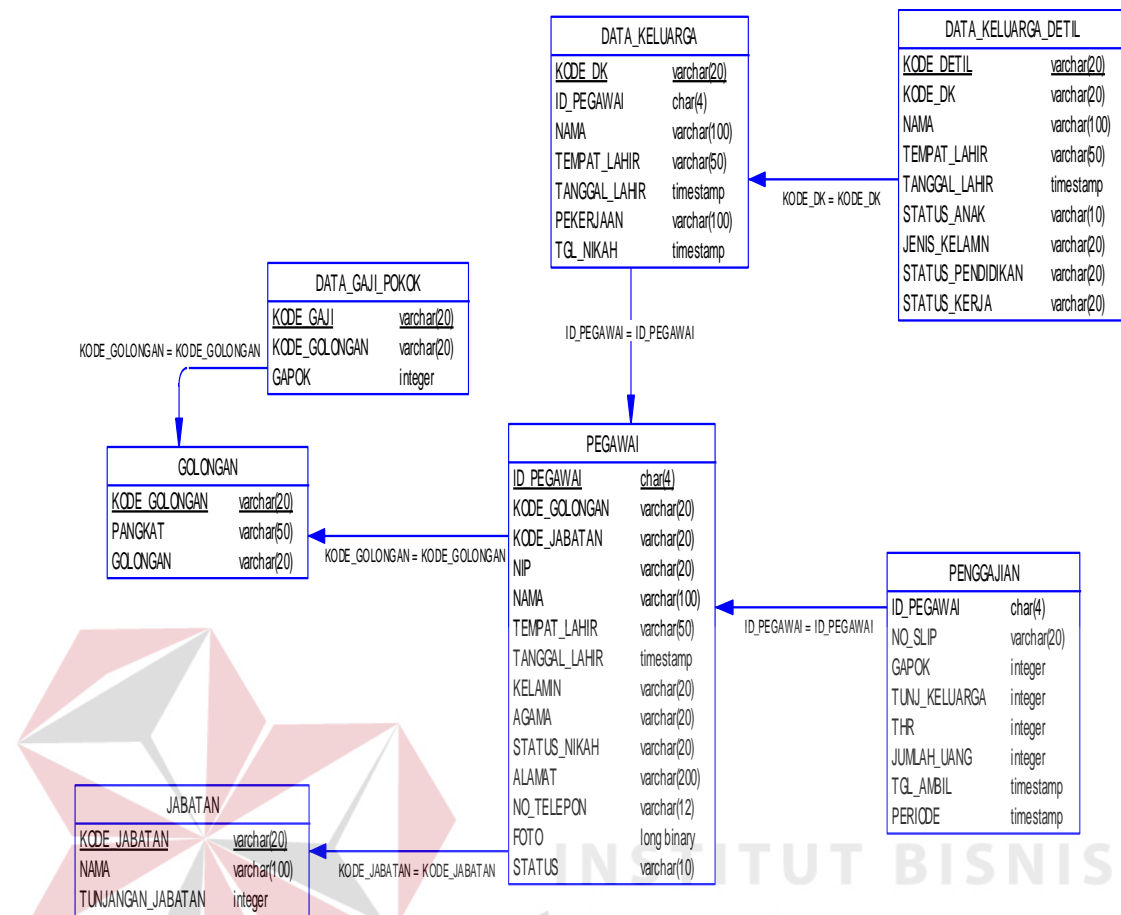 DATA_KELUARGA
KODE_DK varchar(20)
ID_PEGAWAI char(4)
NAMA varchar(100)
TEMPAT_LAHIR varchar(50)
TANGGAL_LAHIR timestamp
PEKERJAAN varchar(100)
TGL_NIKAH timestamp
DATA_KELUARGA_DETIL
KODE_DETIL varchar(20)
KODE_DK varchar(20)
NAMA varchar(100)
TEMPAT_LAHIR varchar(50)
TANGGAL_LAHIR timestamp
STATUS_ANAK varchar(10)
JENIS_KELAMIN varchar(20)
STATUS_PENDIDIKAN varchar(20)
STATUS_KERJA varchar(20)
KODE_DK = KODE_DK
DATA_GAJI_POKOK
KODE_GAJI varchar(20)
KODE_GOLONGAN varchar(20)
GAPOK integer
KODE_GOLONGAN = KODE_GOLONGAN
ID_PEGAWAI = ID_PEGAWAI
GOLONGAN
KODE_GOLONGAN varchar(20)
PANGKAT varchar(50)
GOLONGAN varchar(20)
KODE_GOLONGAN = KODE_GOLONGAN
PEGAWAI
ID_PEGAWAI char(4)
KODE_GOLONGAN varchar(20)
KODE_JABATAN varchar(20)
NIP varchar(20)
NAMA varchar(100)
TEMPAT_LAHIR varchar(50)
TANGGAL_LAHIR timestamp
KELAMIN varchar(20)
AGAMA varchar(20)
STATUS_NIKAH varchar(20)
ALAMAT varchar(200)
NO_TELEPON varchar(12)
FOTO long binary
STATUS varchar(10)
ID_PEGAWAI = ID_PEGAWAI
PENGGAJIAN
ID_PEGAWAI char(4)
NO_SLIP varchar(20)
GAPOK integer
TUNJ_KELUARGA integer
THR integer
JUMLAH_UANG integer
TGL_AMBIL timestamp
PERIODE timestamp
JABATAN
KODE_JABATAN varchar(20)
NAMA varchar(100)
TUNJANGAN_JABATAN integer
KODE_JABATAN = KODE_JABATAN
INSTITUT BISNIS